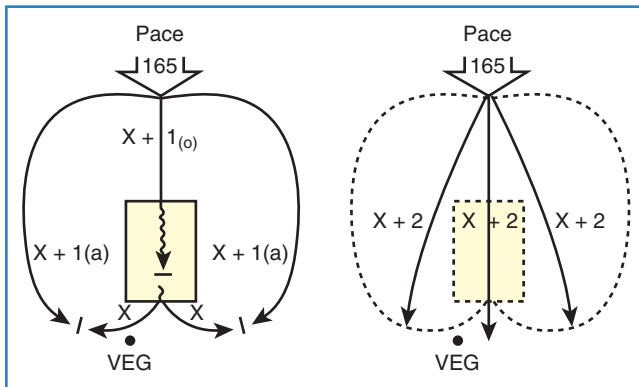 Pace
165
X + 1(o)
X + 1(a)
X + 1(a)
X
X
VEG
Pace
165
X + 2
X + 2
X + 2
VEG